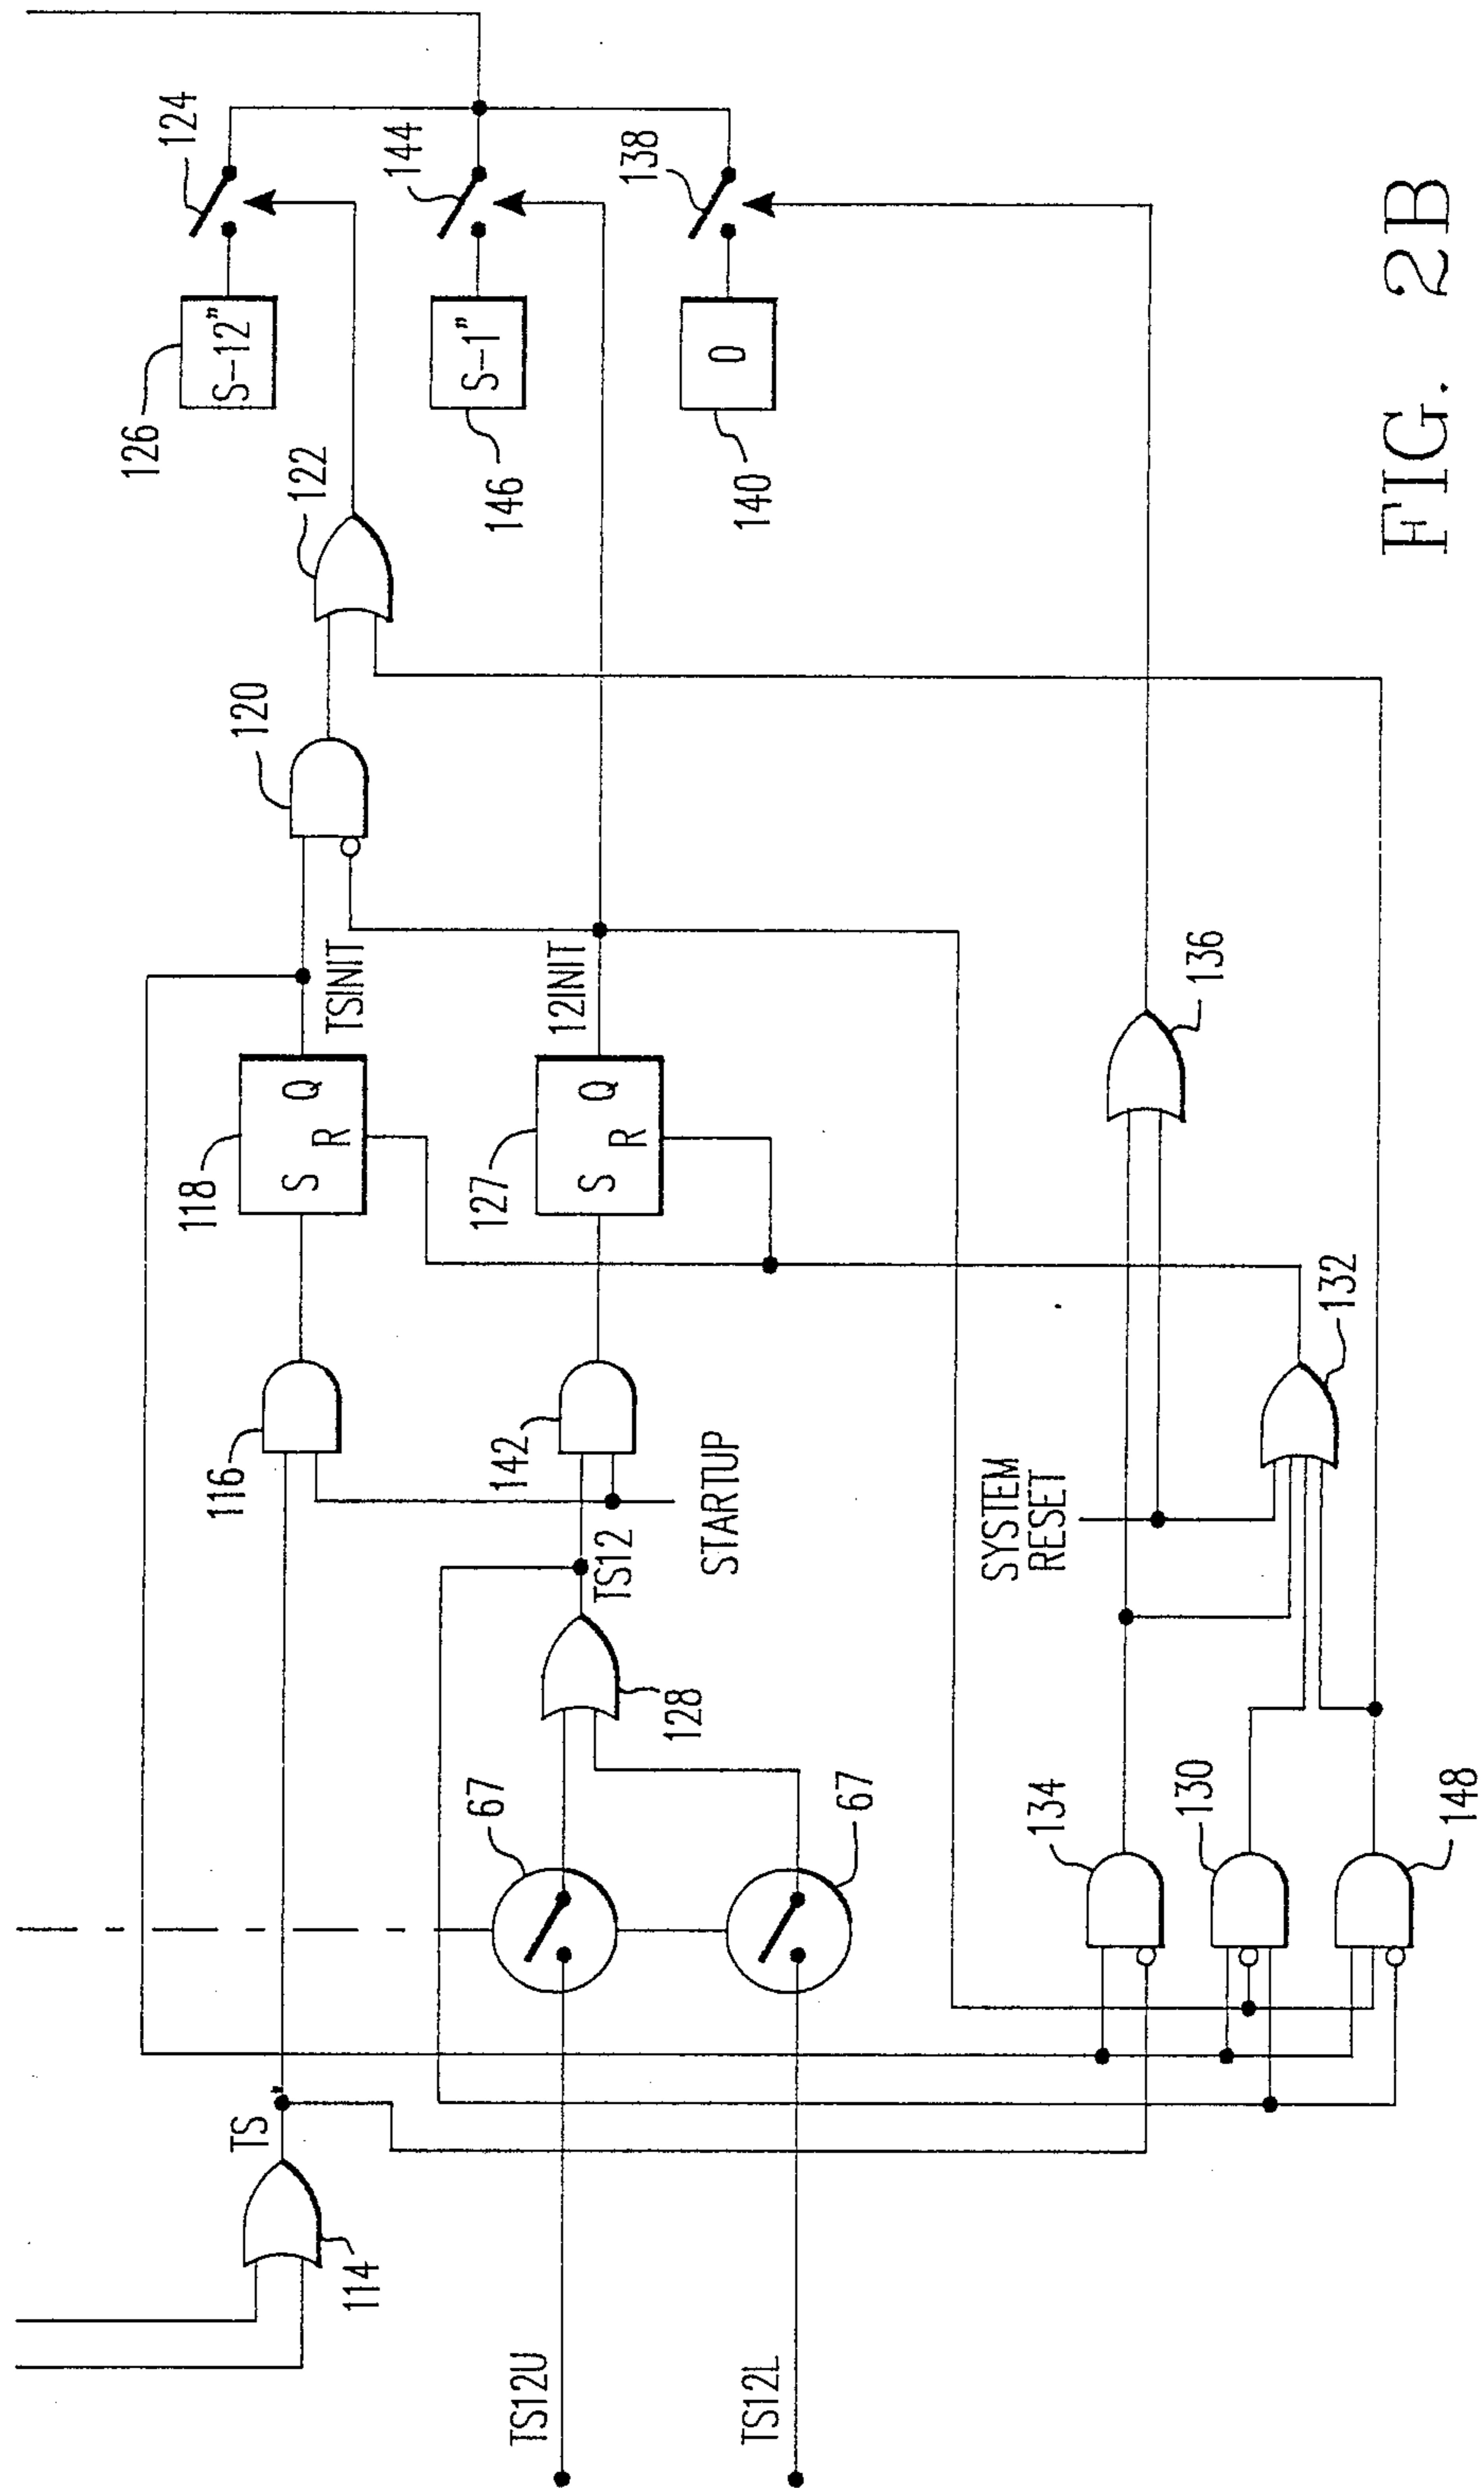 TS12U
TS12L
114
TS
67
67
128
TS12
116
142
STARTUP
118
S R Q
TSINIT
127
S R Q
12INIT
120
122
126
S-12"
124
146
S-1"
144
140
0
138
134
130
148
SYSTEM
RESET
132
136
FIG. 2B